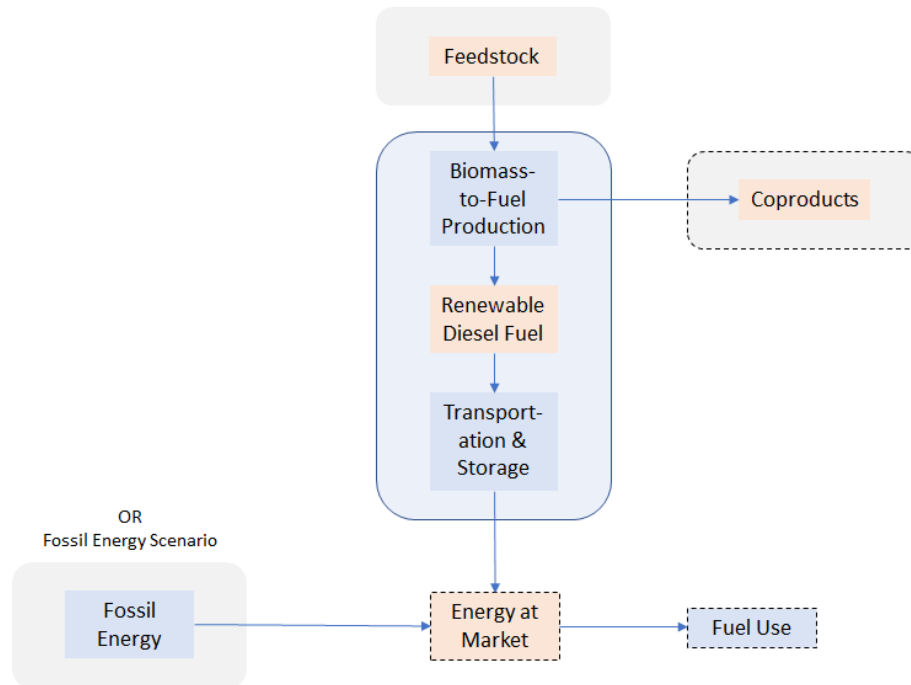 Feedstock
Biomass-
to-Fuel
Production
Coproducts
Renewable
Diesel Fuel
Transport-
ation &
Storage
OR
Fossil Energy Scenario
Fossil
Energy
Energy at
Market
Fuel Use